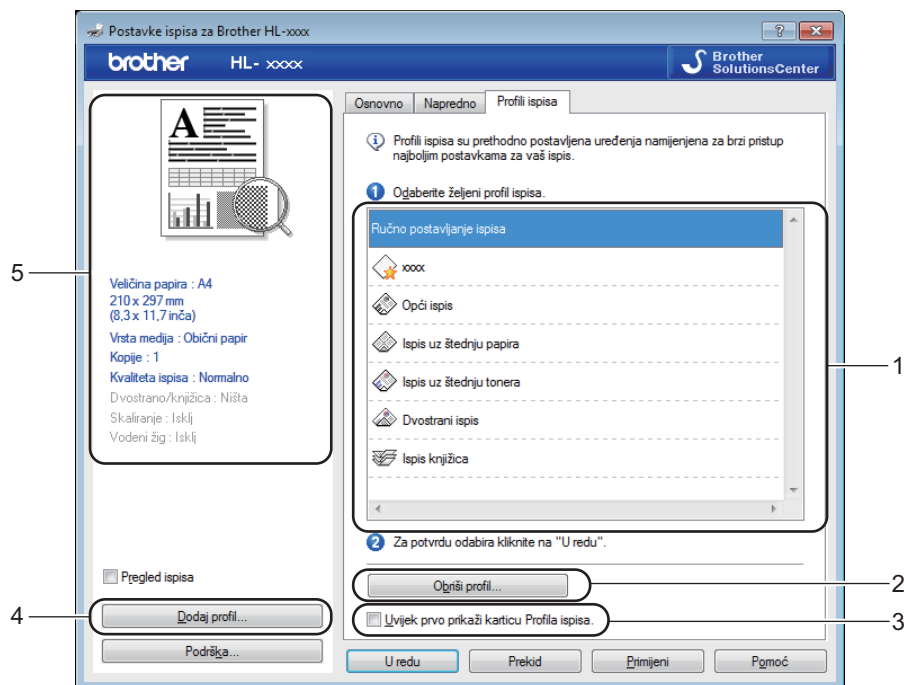 Postavke ispisa za Brother HL-xxxx
brother HL- xxxx
Brother
SolutionsCenter
A
Veličina papira : A4
210 x 297 mm
(8,3 x 11,7 inča)
Vrsta medija : Obični papir
Kopije : 1
Kvaliteta ispisa : Normalno
Dvostrano/knjižica : Ništa
Skaliranje : Isklj
Vodeni žig : Isklj
5
Pregled ispisa
Dodaj profil...
4
Podrška...
Osnovno Napredno Profili ispisa
Profili ispisa su prethodno postavljena uređenja namijenjena za brzi pristup
najboljim postavkama za vaš ispis.
1 Odaberite željeni profil ispisa.
Ručno postavljanje ispisa
xxxx
Opći ispis
Ispis uz štednju papira
Ispis uz štednju tonera
Dvostrani ispis
Ispis knjižica
1
2 Za potvrdu odabira kliknite na "U redu".
Obriši profil...
2
Uvijek prvo prikaži karticu Profila ispisa.
3
U redu Prekid Primijeni Pomoć